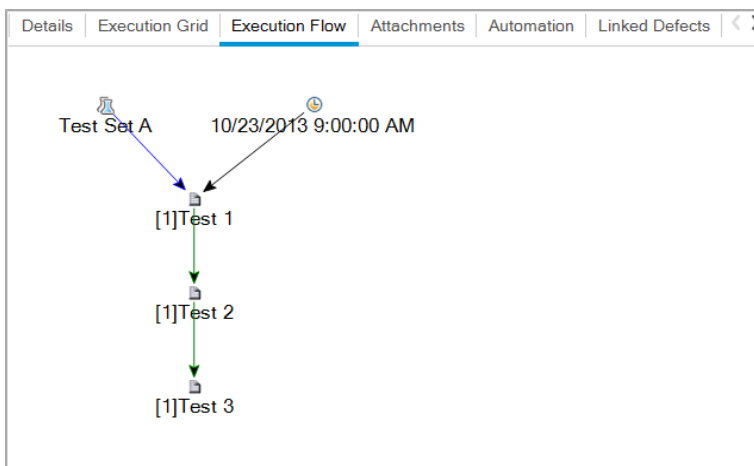 Details Execution Grid Execution Flow Attachments Automation Linked Defects
Test Set A 10/23/2013 9:00:00 AM
[1]Test 1
[1]Test 2
[1]Test 3